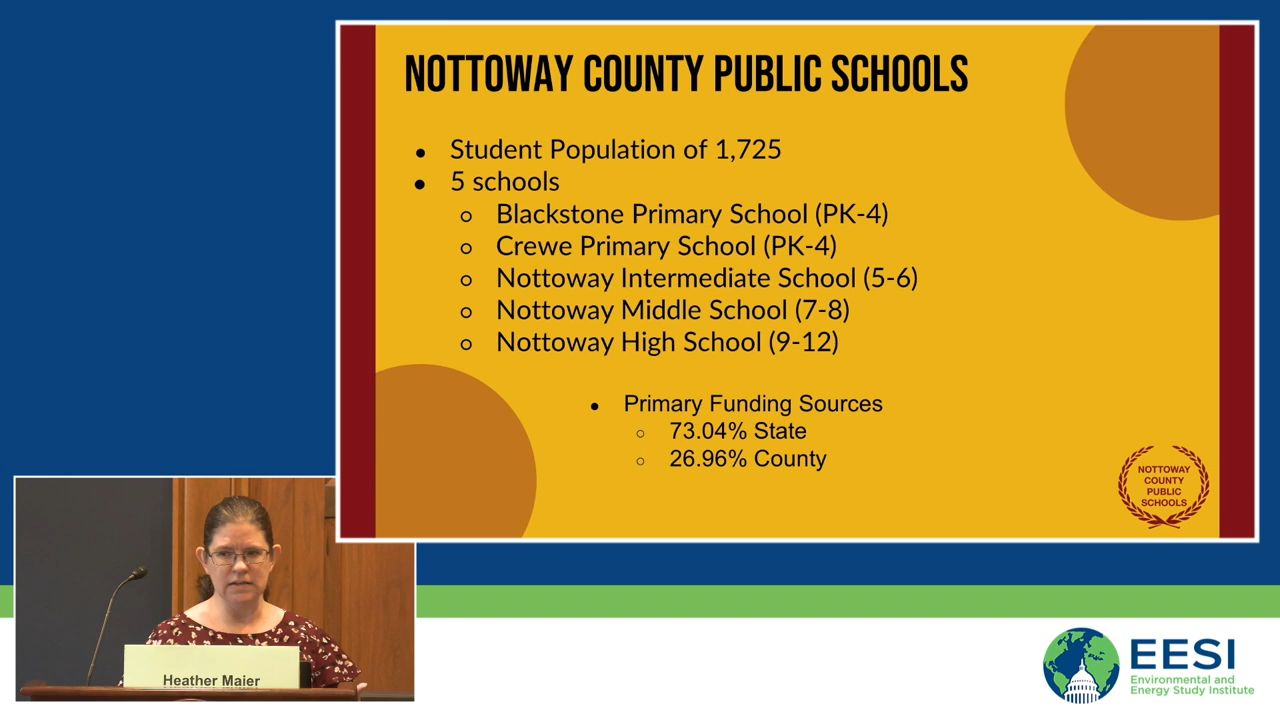 NOTTOWAY COUNTY PUBLIC SCHOOLS
• Student Population of 1,725
• 5 schools
○ Blackstone Primary School (PK-4)
○ Crewe Primary School (PK-4)
○ Nottoway Intermediate School (5-6)
○ Nottoway Middle School (7-8)
○ Nottoway High School (9-12)
• Primary Funding Sources
○ 73.04% State
○ 26.96% County
NOTTOWAY
COUNTY
PUBLIC
SCHOOLS
Heather Maier
EESI
Environmental and
Energy Study Institute